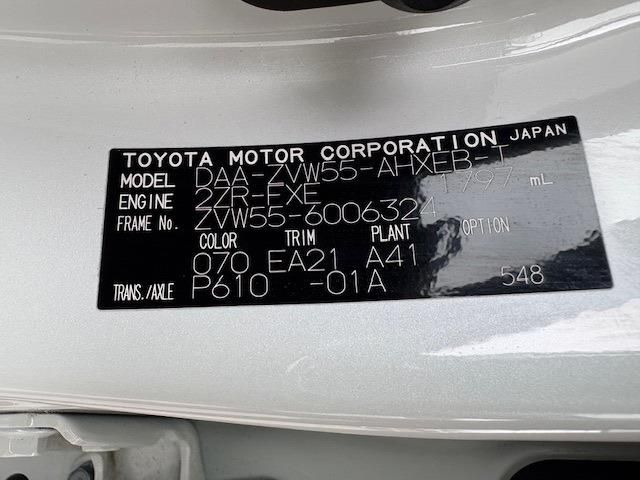 TOYOTA MOTOR CORPORATION JAPAN
MODEL DAA-ZVW55-AHXEB-T
ENGINE 2ZR-FXE 1797 mL
FRAME No. ZVW55-6006324
COLOR TRIM PLANT OPTION
070 EA21 A41
TRANS./AXLE P610 -01A 548